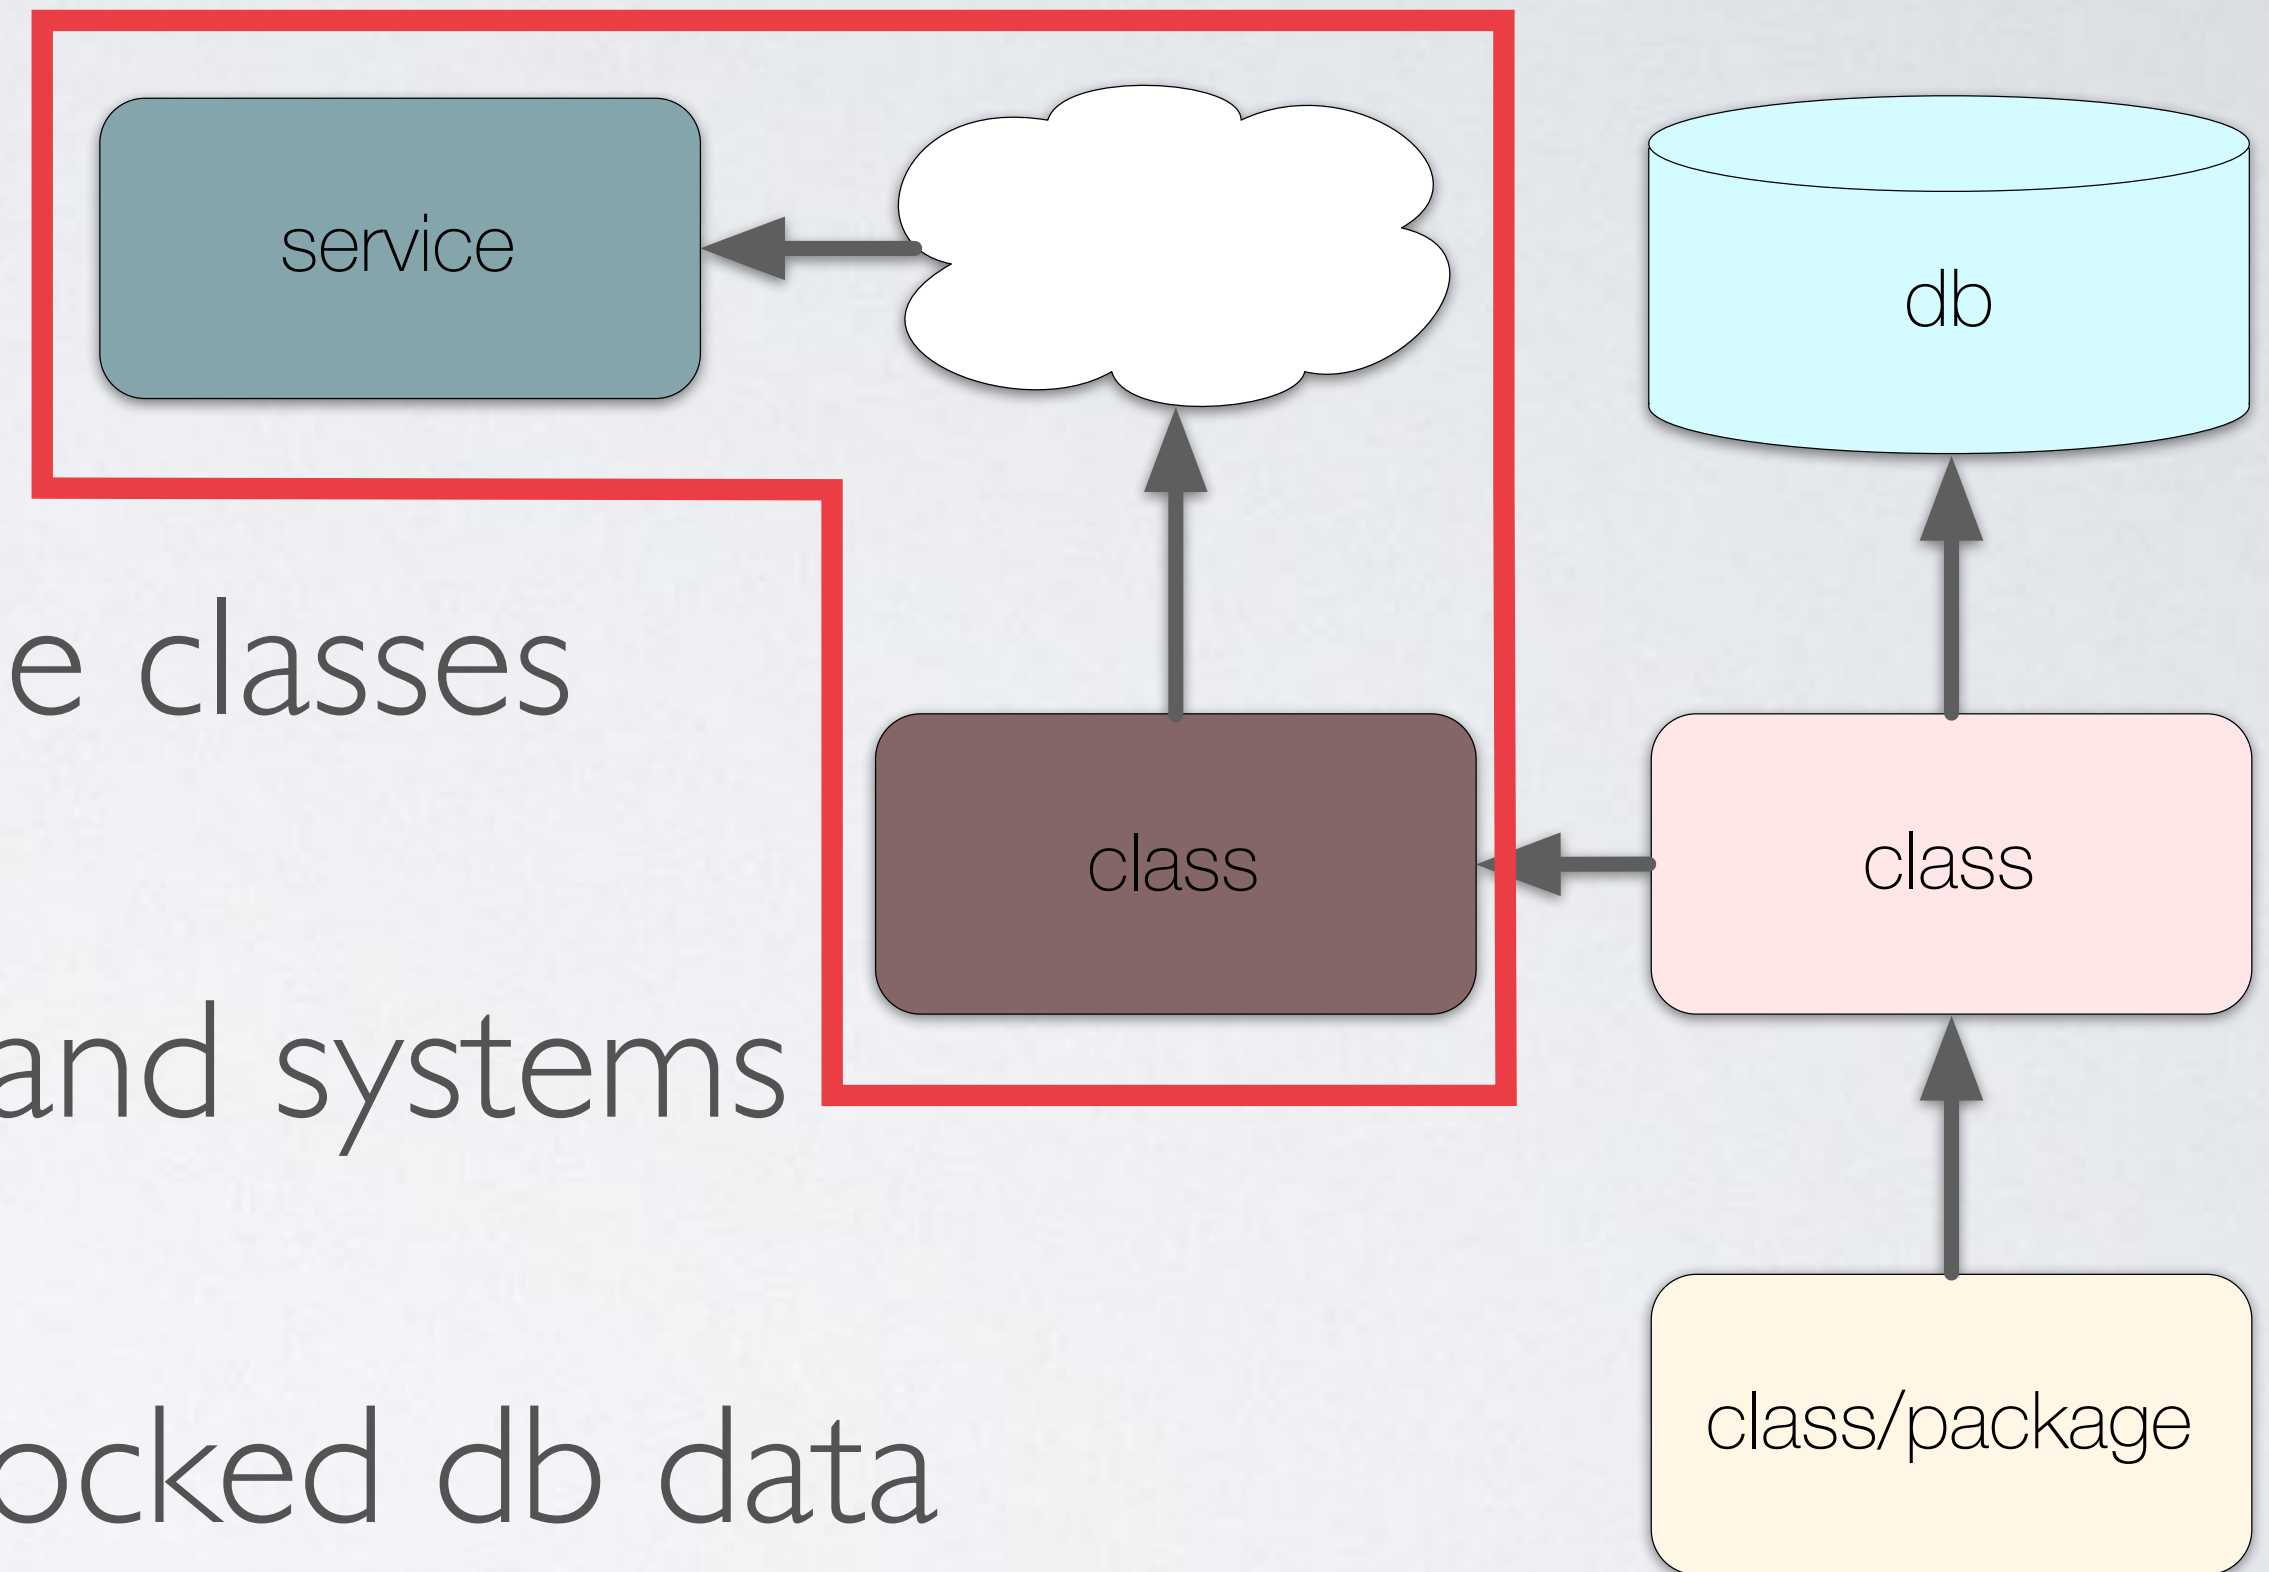 service
db
e classes
class
class
and systems
class/package
ocked db data